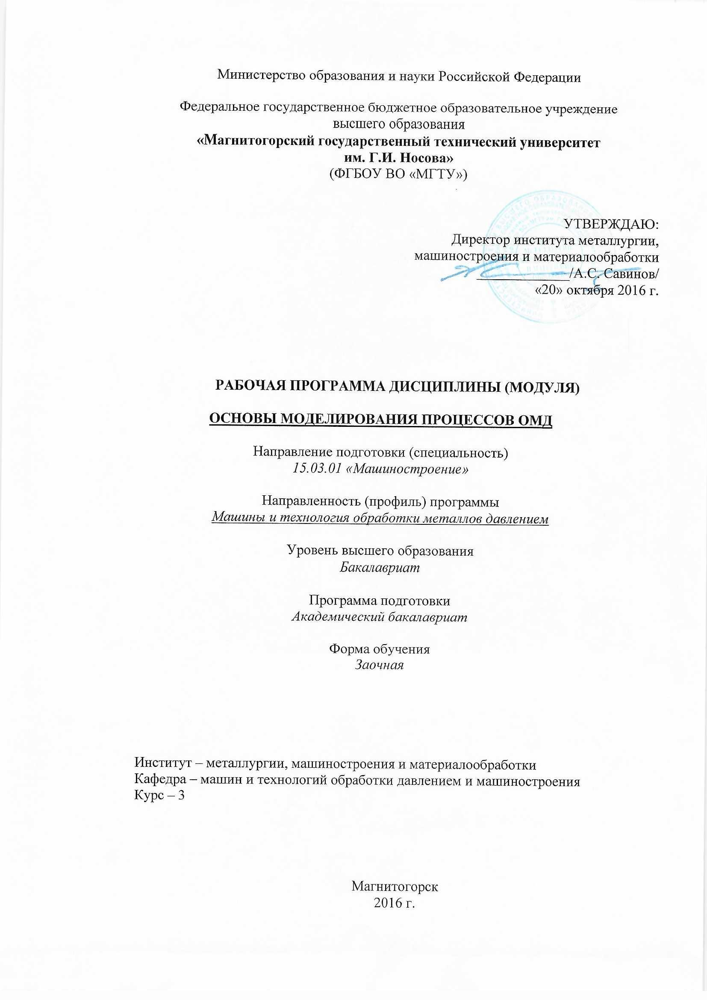 Министерство образования и науки Российской Федерации
Федеральное государственное бюджетное образовательное учреждение
высшего образования
«Магнитогорский государственный технический университет
им. Г.И. Носова»
(ФГБОУ ВО «МГТУ»)
УТВЕРЖДАЮ:
Директор института металлургии,
машиностроения и материалообработки
/А.С. Савинов/
«20» октября 2016 г.
РАБОЧАЯ ПРОГРАММА ДИСЦИПЛИНЫ (МОДУЛЯ)
ОСНОВЫ МОДЕЛИРОВАНИЯ ПРОЦЕССОВ ОМД
Направление подготовки (специальность)
15.03.01 «Машиностроение»
Направленность (профиль) программы
Машины и технология обработки металлов давлением
Уровень высшего образования
Бакалавриат
Программа подготовки
Академический бакалавриат
Форма обучения
Заочная
Институт – металлургии, машиностроения и материалообработки
Кафедра – машин и технологий обработки давлением и машиностроения
Курс – 3
Магнитогорск
2016 г.